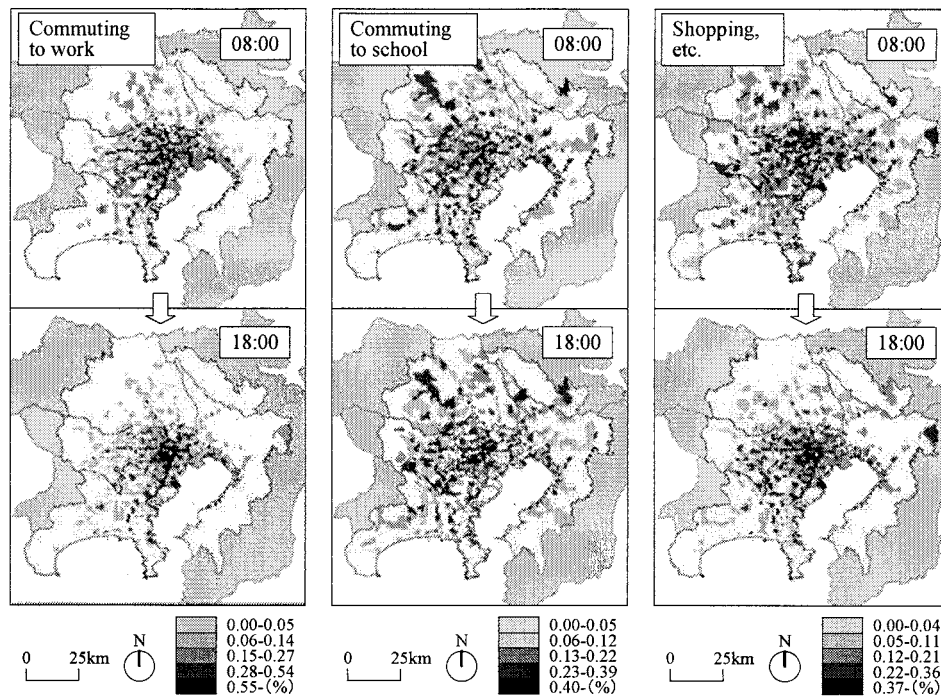 Commuting
to work
08:00
Commuting
to school
08:00
Shopping,
etc.
08:00
18:00
18:00
18:00
0 25km
N
0.00-0.05
0.06-0.14
0.15-0.27
0.28-0.54
0.55-(%)
0 25km
N
0.00-0.05
0.06-0.12
0.13-0.22
0.23-0.39
0.40-(%)
0 25km
N
0.00-0.04
0.05-0.11
0.12-0.21
0.22-0.36
0.37-(%)